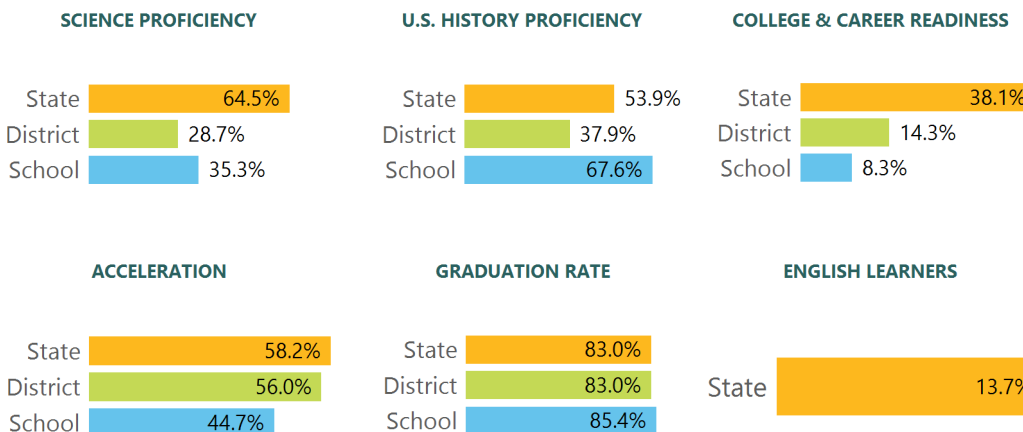 SCIENCE PROFICIENCY
State 64.5%
District 28.7%
School 35.3%
U.S. HISTORY PROFICIENCY
State 53.9%
District 37.9%
School 67.6%
COLLEGE & CAREER READINESS
State 38.1%
District 14.3%
School 8.3%
ACCELERATION
State 58.2%
District 56.0%
School 44.7%
GRADUATION RATE
State 83.0%
District 83.0%
School 85.4%
ENGLISH LEARNERS
State 13.7%